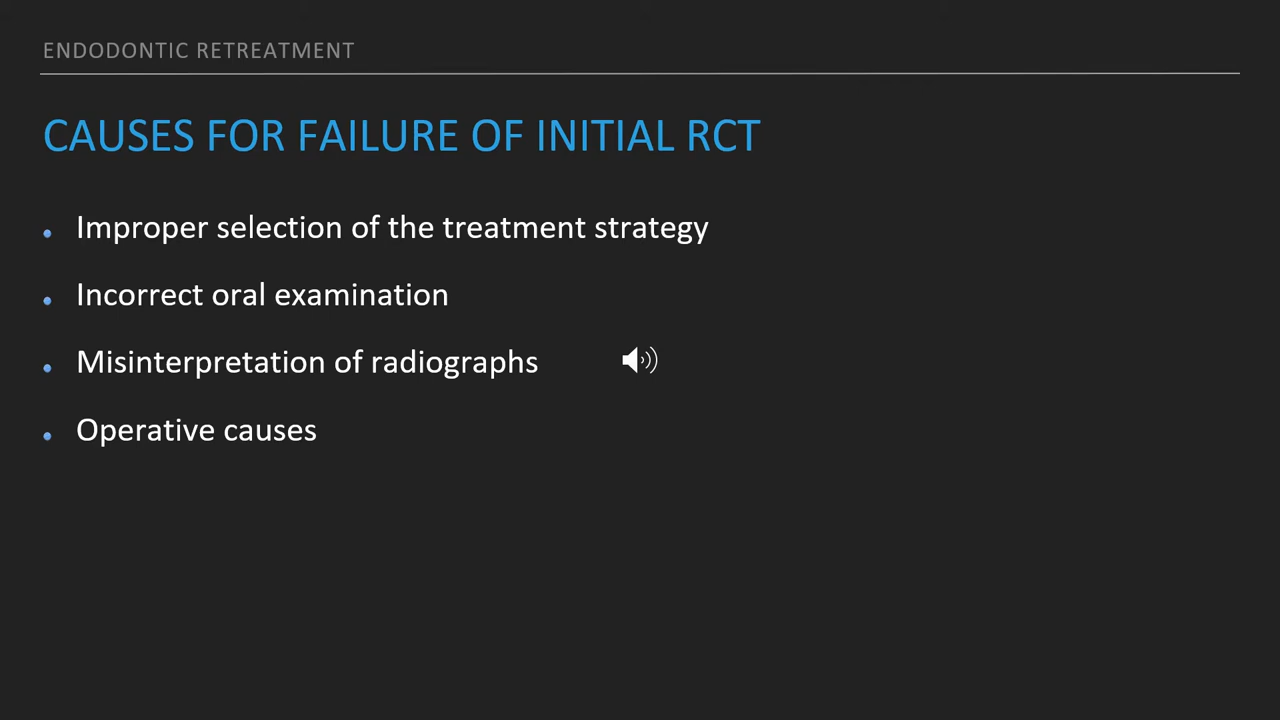 ENDODONTIC RETREATMENT
CAUSES FOR FAILURE OF INITIAL RCT
• Improper selection of the treatment strategy
• Incorrect oral examination
• Misinterpretation of radiographs
• Operative causes